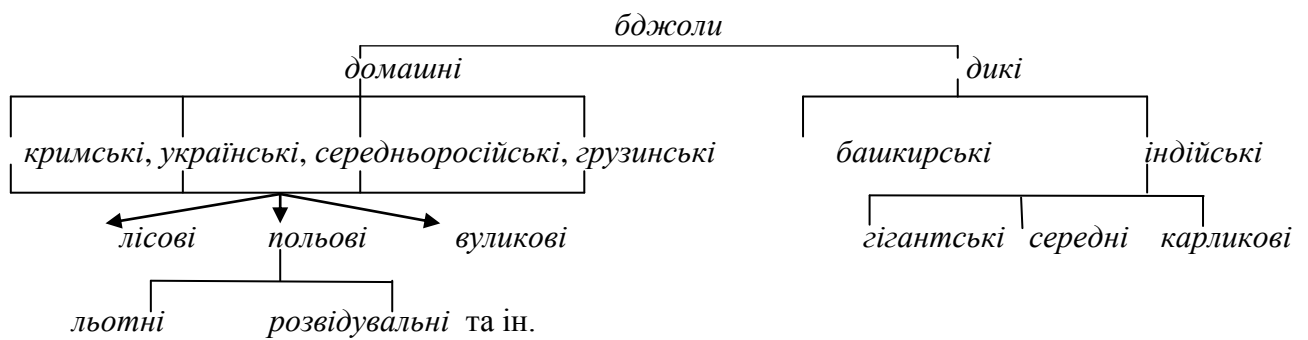 бджоли
домашні дикі
кримські, українські, середньоросійські, грузинські башкирські індійські
лісові польові вуликові гігантські середні карликові
льотні розвідувальні та ін.